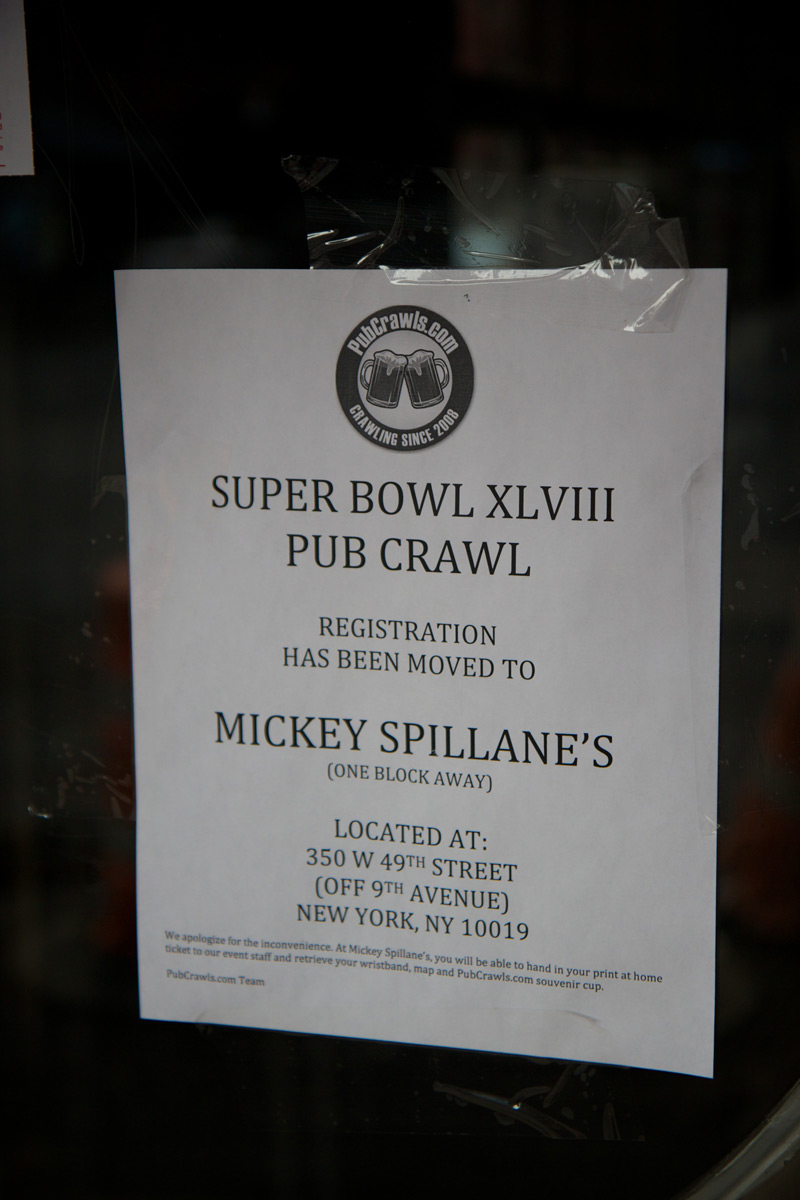 PubCrawls.com
CRAWLING SINCE 2008
SUPER BOWL XLVIII
PUB CRAWL
REGISTRATION
HAS BEEN MOVED TO
MICKEY SPILLANE'S
(ONE BLOCK AWAY)
LOCATED AT:
350 W 49TH STREET
(OFF 9TH AVENUE)
NEW YORK, NY 10019
We apologize for the inconvenience. At Mickey Spillane's, you will be able to hand in your print at home
ticket to our event staff and retrieve your wristband, map and PubCrawls.com souvenir cup.
PubCrawls.com Team